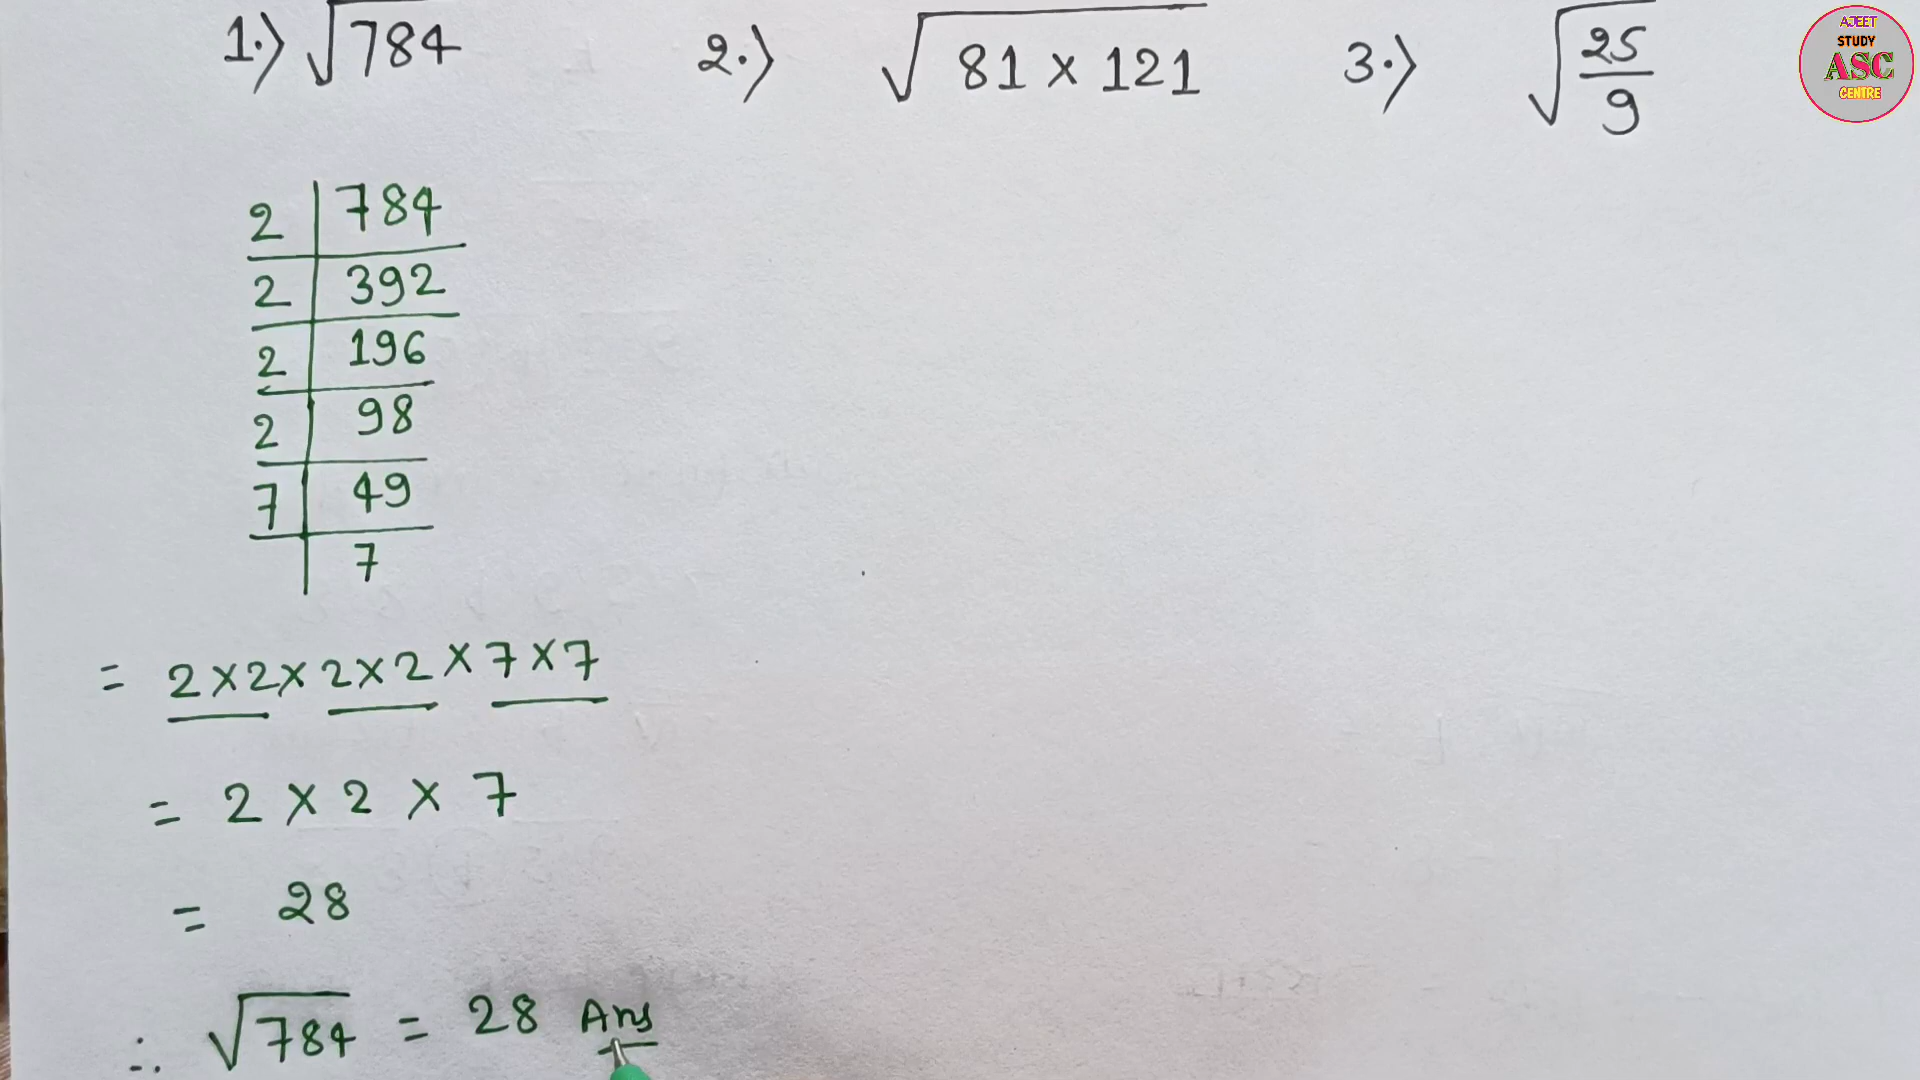 1.) √784
2.) √81 × 121
3.) √25/9
AJEET
STUDY
ASC
CENTRE
2 | 784
2 | 392
2 | 196
2 | 98
7 | 49
| 7
= 2×2×2×2×7×7
= 2 × 2 × 7
= 28
∴ √784 = 28 Ans